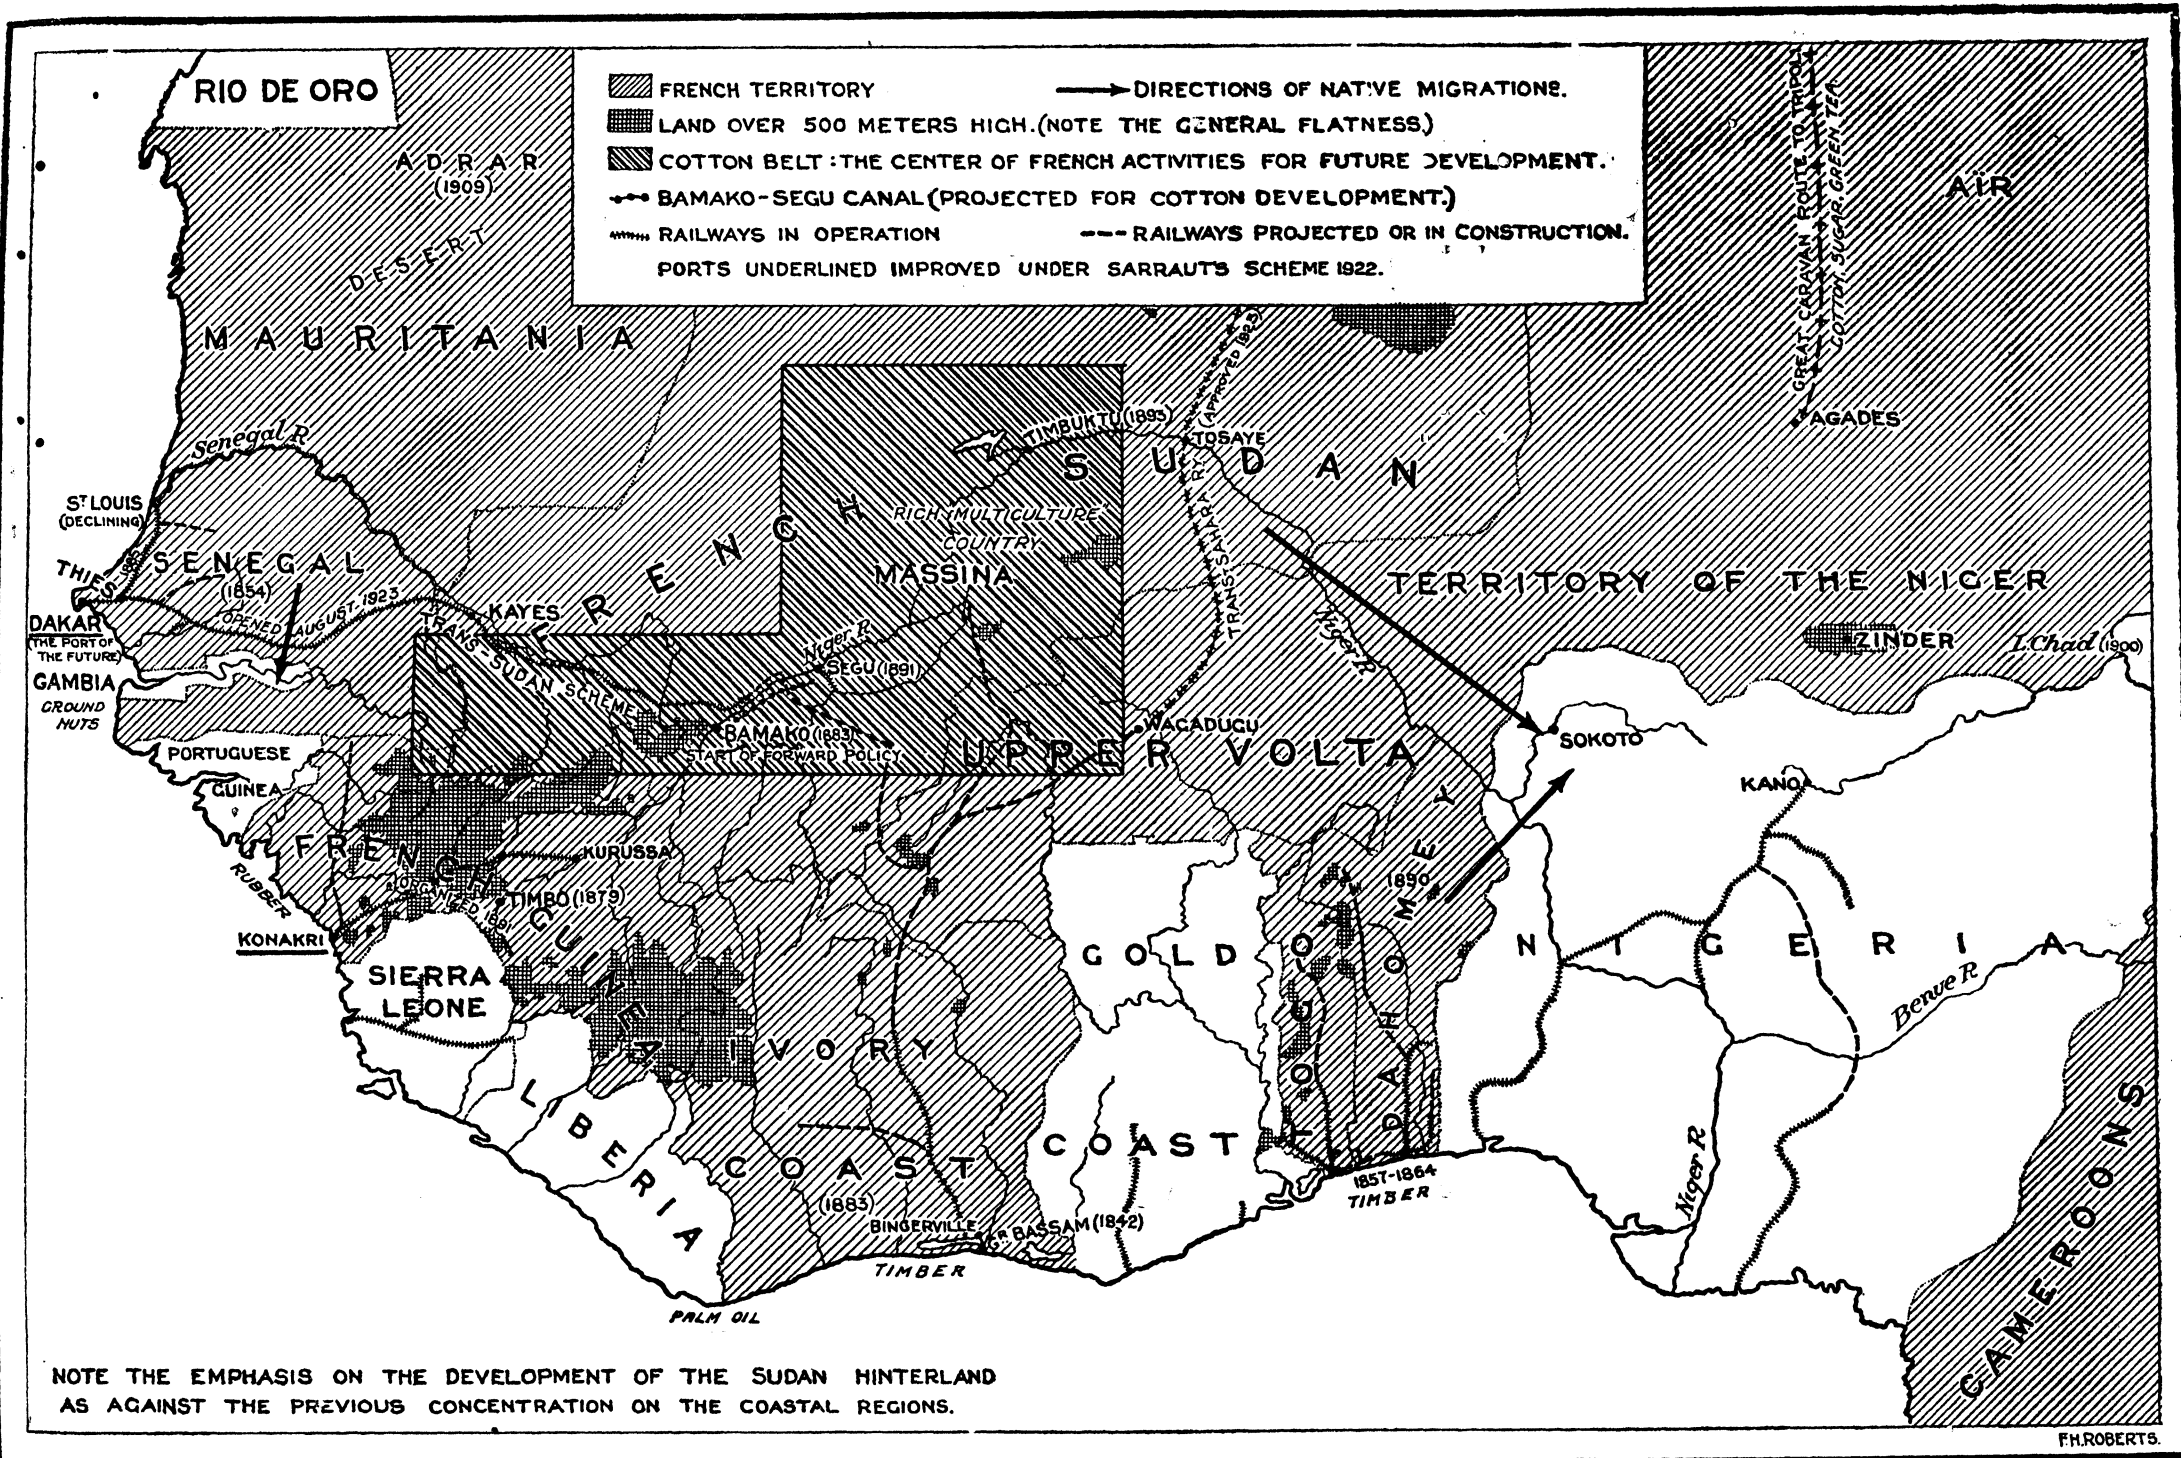 RIO DE ORO
FRENCH TERRITORY
DIRECTIONS OF NATIVE MIGRATIONS.
LAND OVER 500 METERS HIGH. (NOTE THE GENERAL FLATNESS.)
COTTON BELT: THE CENTER OF FRENCH ACTIVITIES FOR FUTURE DEVELOPMENT.
BAMAKO-SEGU CANAL (PROJECTED FOR COTTON DEVELOPMENT.)
RAILWAYS IN OPERATION
RAILWAYS PROJECTED OR IN CONSTRUCTION.
PORTS UNDERLINED IMPROVED UNDER SARRAUT'S SCHEME 1922.
GREAT CARAVAN ROUTE TO TRIPOLI
COTTON, SUGAR, GREEN TEA.
AÏR
AGADES
ADRAR
(1909)
DESERT
MAURITANIA
Senegal R
ST LOUIS
(DECLINING)
SENEGAL
(1854)
THIES
1885
OPENED AUGUST 1923
DAKAR
(THE PORT OF
THE FUTURE)
GAMBIA
GROUND
NUTS
PORTUGUESE
GUINEA
KAYES
TRANS-SUDAN SCHEME
FRENCH
SUDAN
TIMBUKTU (1893)
TOSAYE
TRANS-SAHARA RY. (APPROVED 1923)
RICH MULTICULTURE
COUNTRY
MASSINA
Niger R
SEGU (1891)
BAMAKO (1883)
START OF FORWARD POLICY
UPPER VOLTA
WAGADUGU
Niger R
TERRITORY OF THE NIGER
ZINDER
L. Chad (1900)
SOKOTO
KANO
FRENCH GUINEA
ORGANIZED 1891
KURUSSA
TIMBO (1879)
RUBBER
KONAKRI
SIERRA
LEONE
LIBERIA
PALM OIL
IVORY
COAST
(1883)
BINGERVILLE
GR BASSAM (1842)
TIMBER
GOLD
COAST
TOGO
DAHOMEY
1890
1857-1864
TIMBER
NIGERIA
Benue R
Niger R
CAMEROONS
NOTE THE EMPHASIS ON THE DEVELOPMENT OF THE SUDAN HINTERLAND
AS AGAINST THE PREVIOUS CONCENTRATION ON THE COASTAL REGIONS.
F.H. ROBERTS.